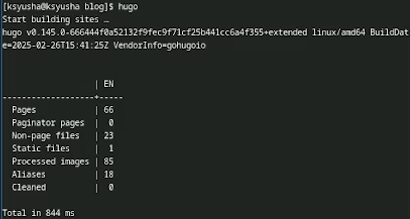 [ksyusha@ksyusha blog]$ hugo
Start building sites …
hugo v0.145.0-666444f0a52132f9fec9f71cf25b441cc6a4f355+extended linux/amd64 BuildDat
e=2025-02-26T15:41:25Z VendorInfo=gohugoio
| EN
-------------------+-----
Pages | 66
Paginator pages | 0
Non-page files | 23
Static files | 1
Processed images | 85
Aliases | 18
Cleaned | 0
Total in 844 ms